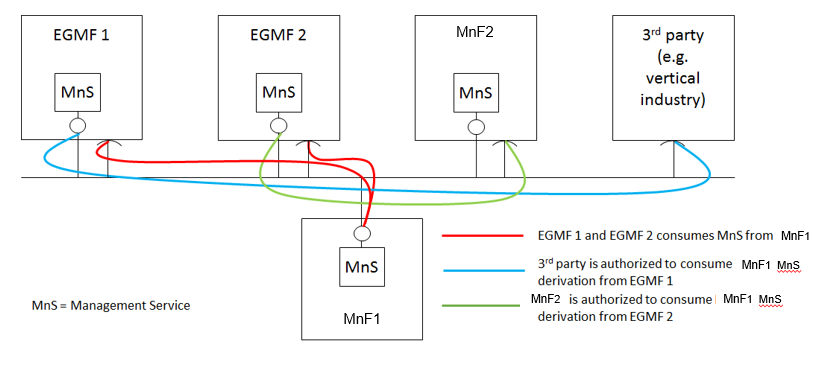 EGMF 1
EGMF 2
MnF2
3rd party
(e.g.
vertical
industry)
MnS
MnS
MnS
MnS
MnF1
EGMF 1 and EGMF 2 consumes MnS from MnF1
3rd party is authorized to consume MnF1 MnS
derivation from EGMF 1
MnF2 is authorized to consume MnF1 MnS
derivation from EGMF 2
MnS = Management Service